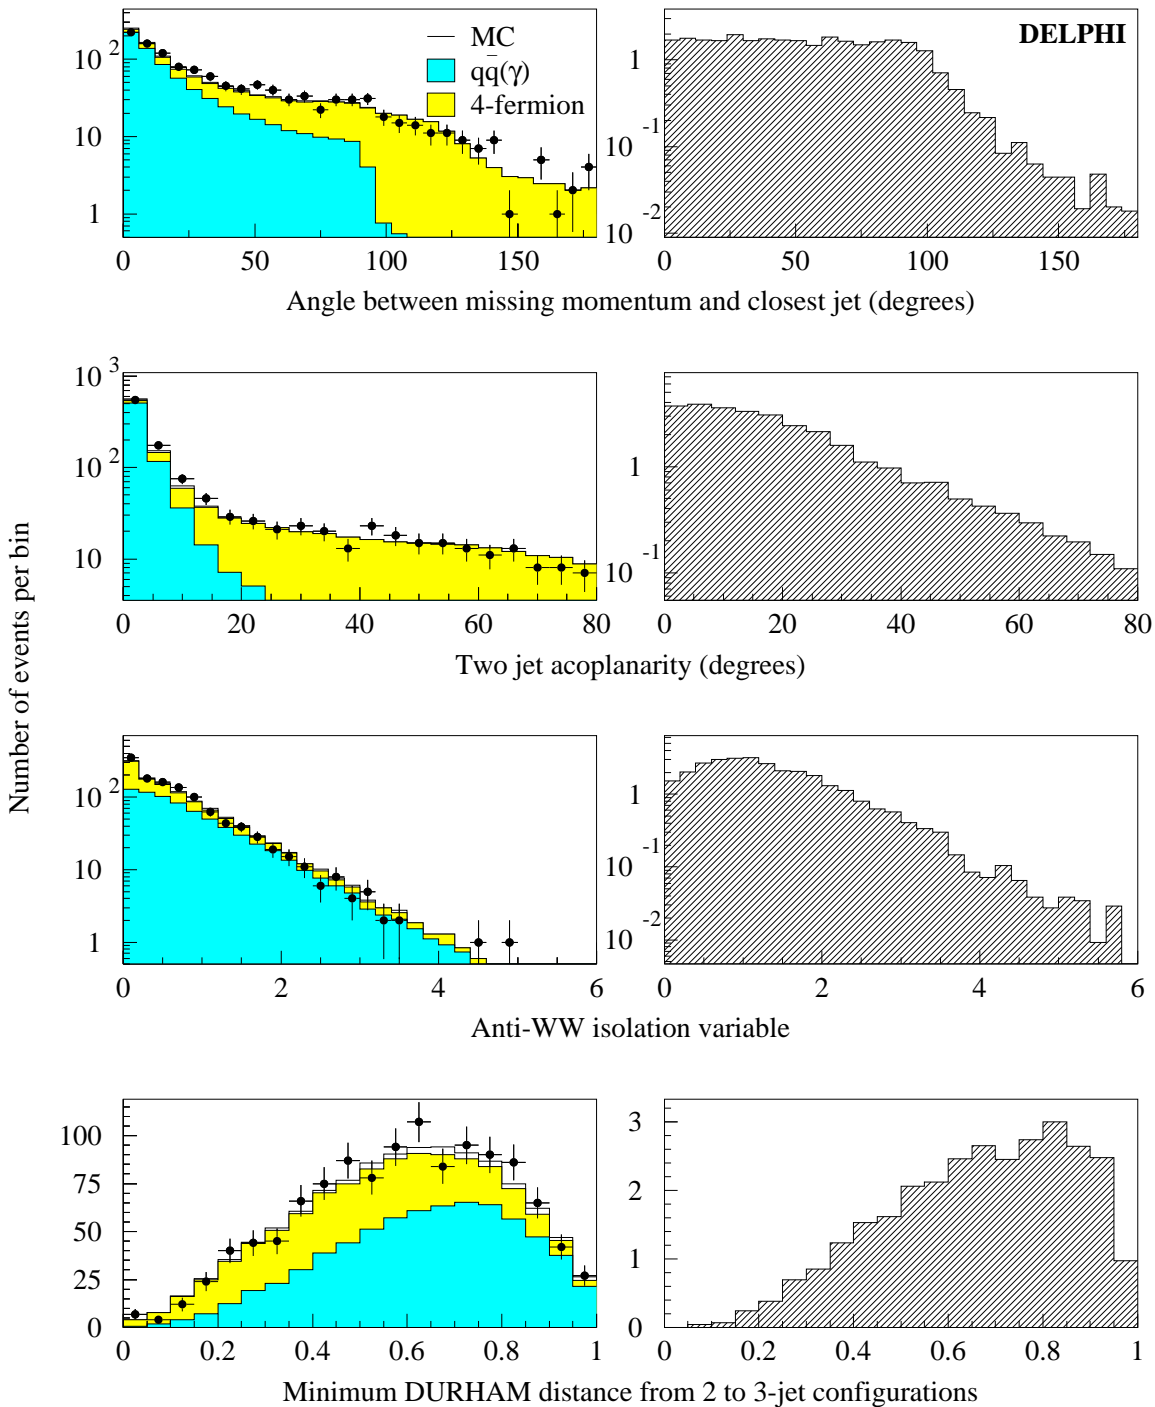 DELPHI
MC
qq̄(γ)
4-fermion
10²
10
1
1
10⁻¹
10⁻²
0 50 100 150
0 50 100 150
Angle between missing momentum and closest jet (degrees)
10³
10²
10
1
10⁻¹
0 20 40 60 80
0 20 40 60 80
Two jet acoplanarity (degrees)
Number of events per bin
10²
10
1
1
10⁻¹
10⁻²
0 2 4 6
0 2 4 6
Anti-WW isolation variable
100
75
50
25
0
3
2
1
0
0 0.2 0.4 0.6 0.8 1
0 0.2 0.4 0.6 0.8 1
Minimum DURHAM distance from 2 to 3-jet configurations